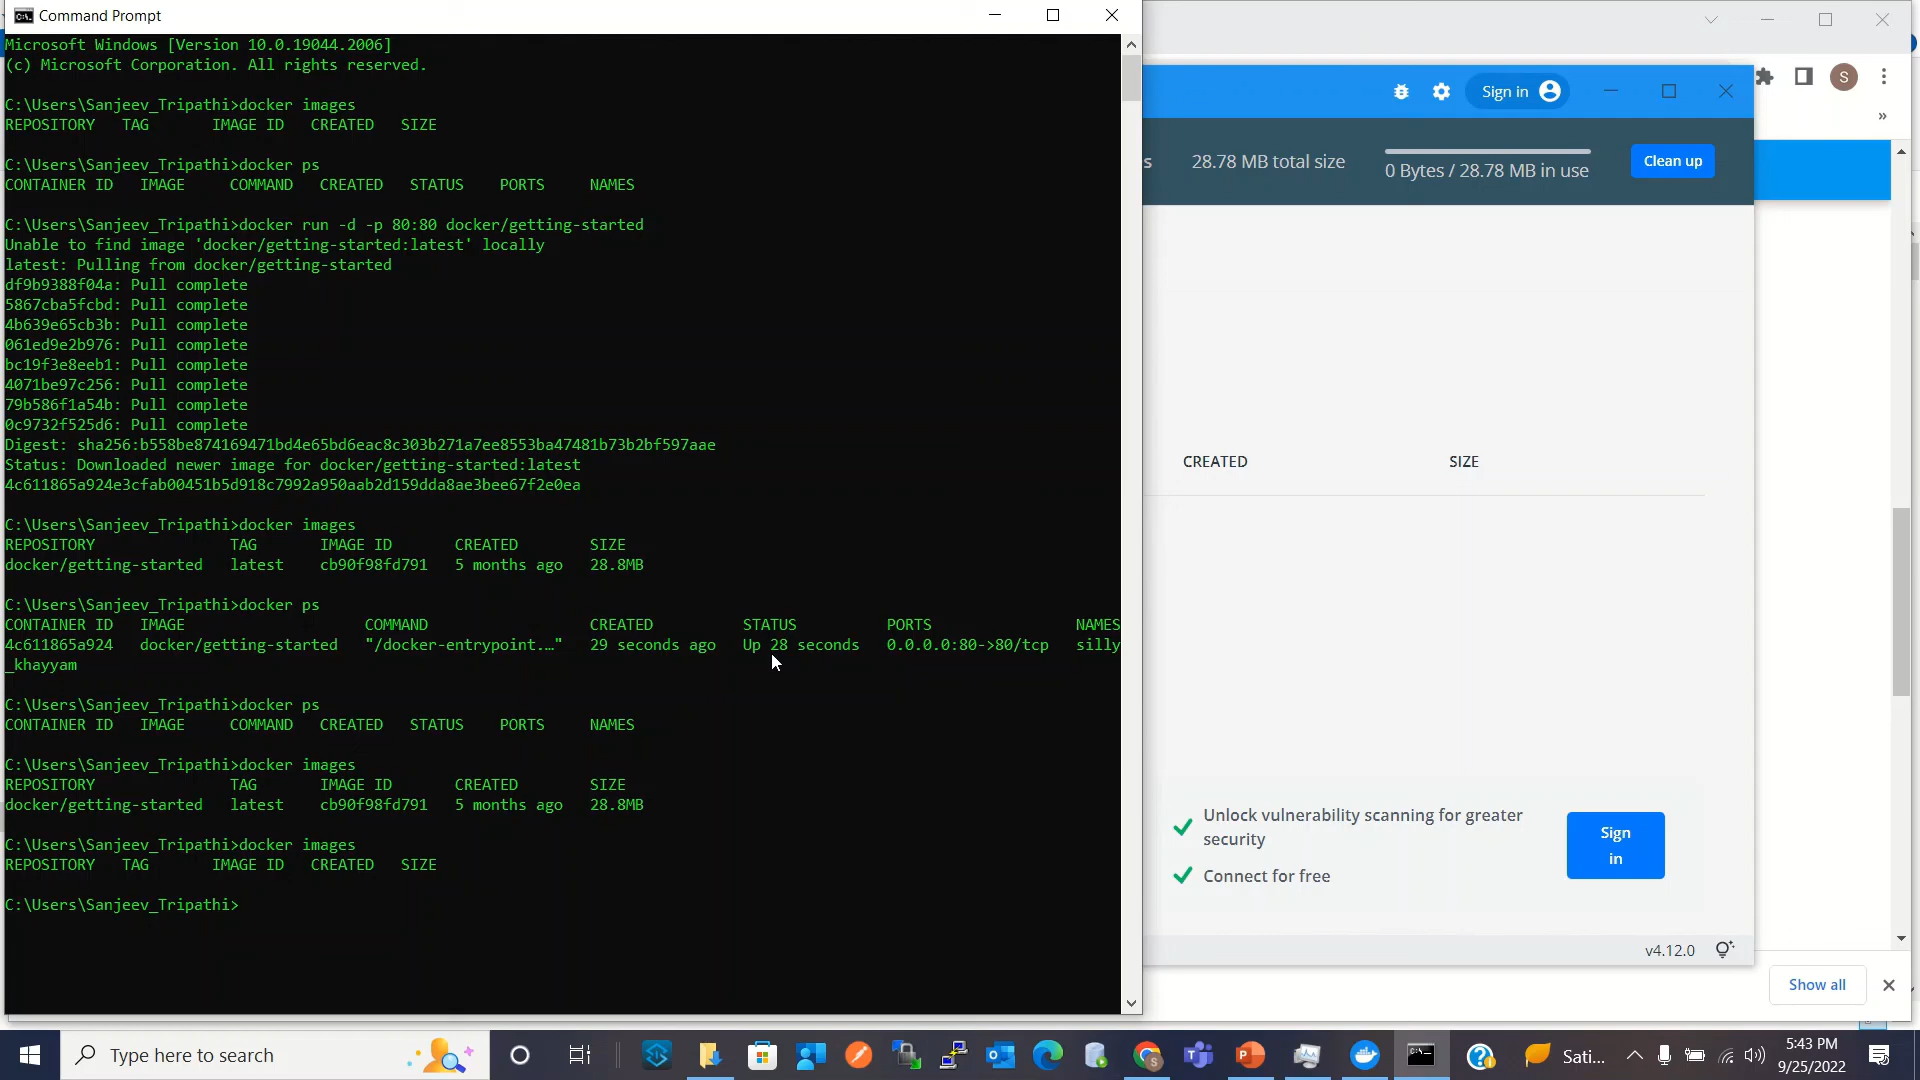 Command Prompt
Microsoft Windows [Version 10.0.19044.2006]
(c) Microsoft Corporation. All rights reserved.
C:\Users\Sanjeev_Tripathi>docker images
REPOSITORY   TAG       IMAGE ID   CREATED   SIZE
C:\Users\Sanjeev_Tripathi>docker ps
CONTAINER ID   IMAGE     COMMAND   CREATED   STATUS    PORTS     NAMES
C:\Users\Sanjeev_Tripathi>docker run -d -p 80:80 docker/getting-started
Unable to find image 'docker/getting-started:latest' locally
latest: Pulling from docker/getting-started
df9b9388f04a: Pull complete
5867cba5fcbd: Pull complete
4b639e65cb3b: Pull complete
061ed9e2b976: Pull complete
bc19f3e8eeb1: Pull complete
4071be97c256: Pull complete
79b586f1a54b: Pull complete
0c9732f525d6: Pull complete
Digest: sha256:b558be874169471bd4e65bd6eac8c303b271a7ee8553ba47481b73b2bf597aae
Status: Downloaded newer image for docker/getting-started:latest
4c611865a924e3cfab00451b5d918c7992a950aab2d159dda8ae3bee67f2e0ea
C:\Users\Sanjeev_Tripathi>docker images
REPOSITORY               TAG       IMAGE ID       CREATED        SIZE
docker/getting-started   latest    cb90f98fd791   5 months ago   28.8MB
C:\Users\Sanjeev_Tripathi>docker ps
CONTAINER ID   IMAGE                    COMMAND                  CREATED          STATUS          PORTS                NAMES
4c611865a924   docker/getting-started   "/docker-entrypoint.…"   29 seconds ago   Up 28 seconds   0.0.0.0:80->80/tcp   silly
_khayyam
C:\Users\Sanjeev_Tripathi>docker ps
CONTAINER ID   IMAGE     COMMAND   CREATED   STATUS    PORTS     NAMES
C:\Users\Sanjeev_Tripathi>docker images
REPOSITORY               TAG       IMAGE ID       CREATED        SIZE
docker/getting-started   latest    cb90f98fd791   5 months ago   28.8MB
C:\Users\Sanjeev_Tripathi>docker images
REPOSITORY   TAG       IMAGE ID   CREATED   SIZE
C:\Users\Sanjeev_Tripathi>
S
»
Sign in
s
28.78 MB total size
0 Bytes / 28.78 MB in use
Clean up
CREATED
SIZE
Unlock vulnerability scanning for greater
security
Connect for free
Sign
in
v4.12.0
Show all
Type here to search
Sati...
5:43 PM
9/25/2022